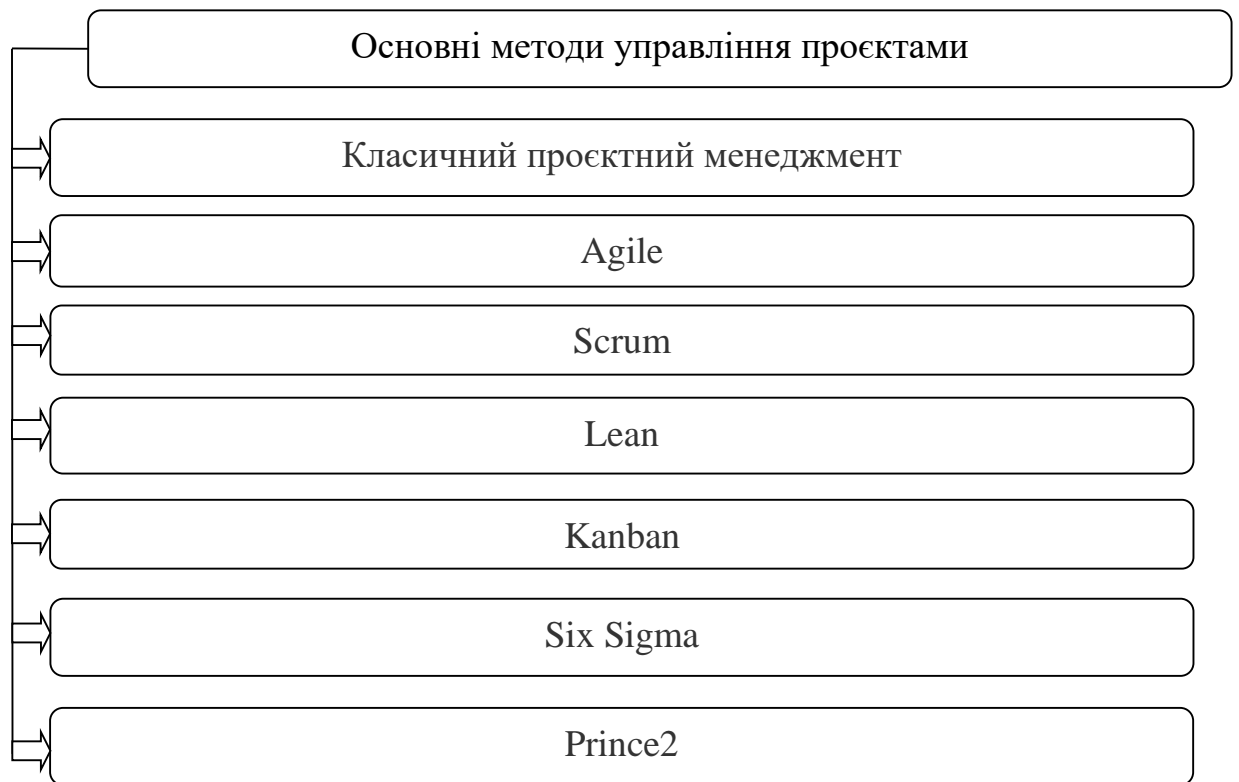 Основні методи управління проєктами
Класичний проєктний менеджмент
Agile
Scrum
Lean
Kanban
Six Sigma
Prince2